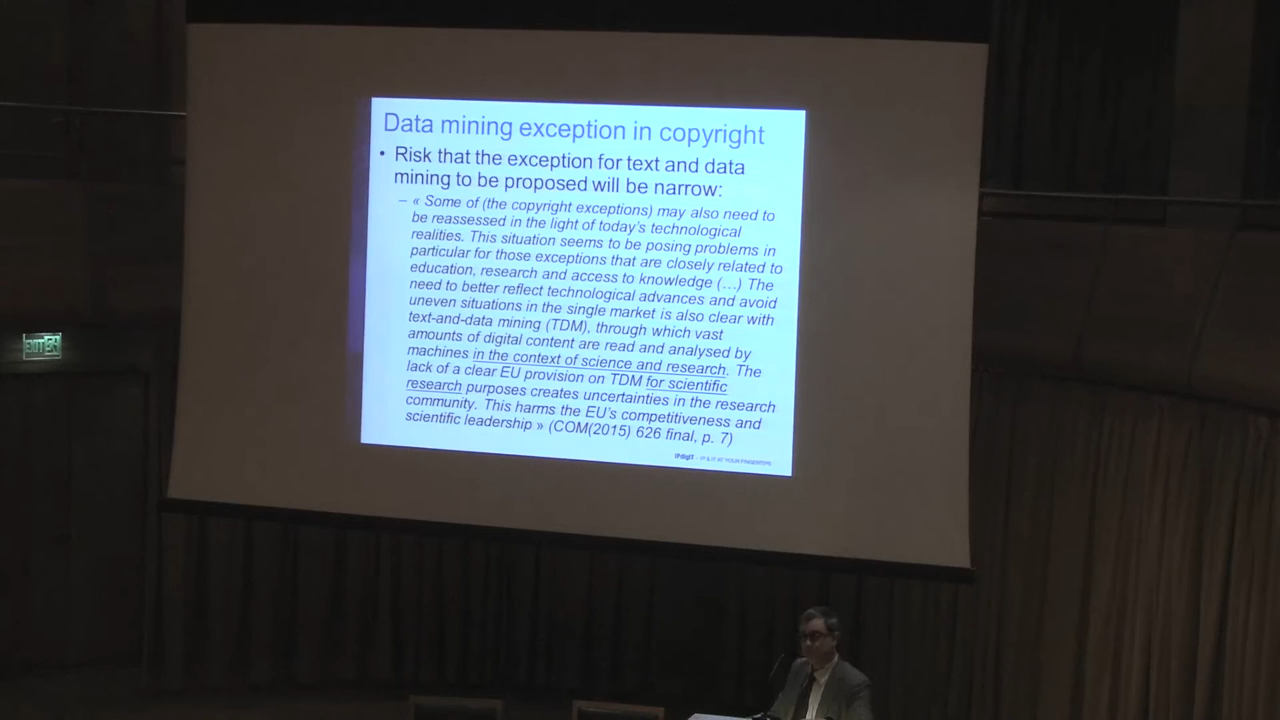 Data mining exception in copyright
• Risk that the exception for text and data
mining to be proposed will be narrow:
– « Some of (the copyright exceptions) may also need to
be reassessed in the light of today's technological
realities. This situation seems to be posing problems in
particular for those exceptions that are closely related to
education, research and access to knowledge (…) The
need to better reflect technological advances and avoid
uneven situations in the single market is also clear with
text-and-data mining (TDM), through which vast
amounts of digital content are read and analysed by
machines in the context of science and research. The
lack of a clear EU provision on TDM for scientific
research purposes creates uncertainties in the research
community. This harms the EU's competitiveness and
scientific leadership » (COM(2015) 626 final, p. 7)
IPdigIT – IP & IT AT YOUR FINGERTIPS
EXIT